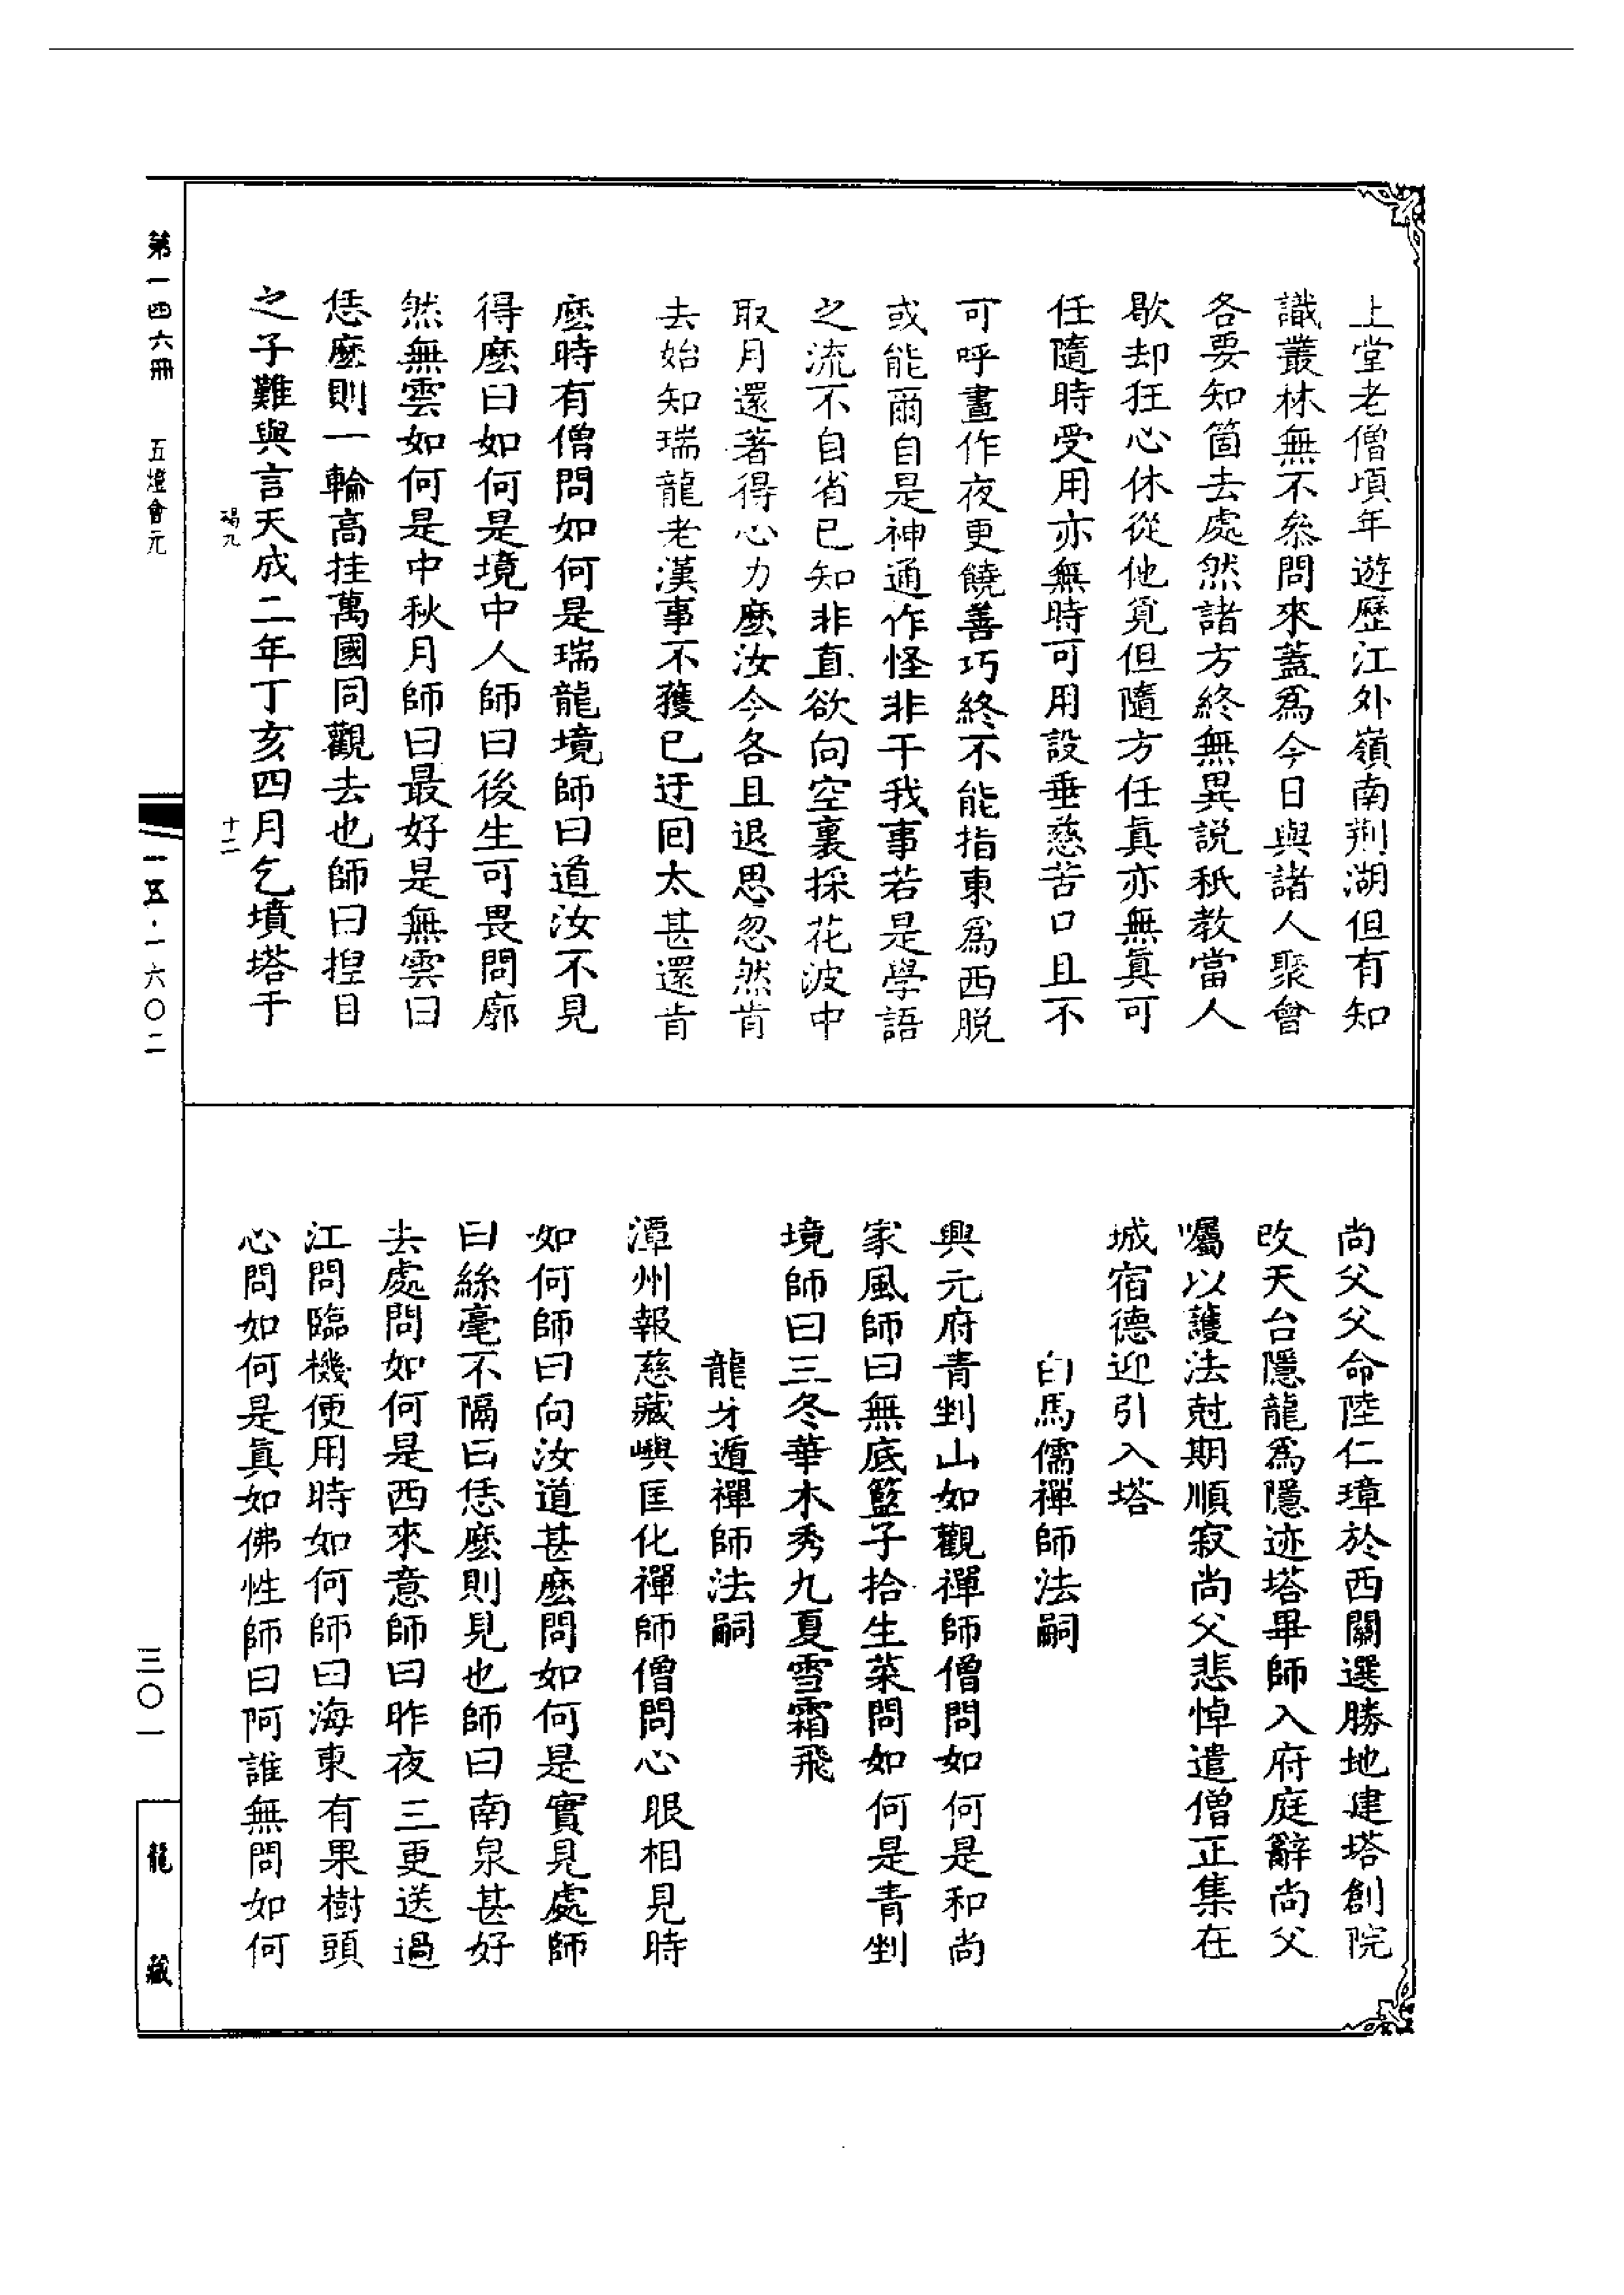 上堂老僧頃年遊歷江外嶺南荆湖但有知
識叢林無不叅問來蓋爲今日與諸人聚會
各要知箇去處然諸方終無異説秖教當人
歇却狂心休從他覓但隨方任眞亦無眞可
任隨時受用亦無時可用設垂慈苦口且不
可呼晝作夜更饒善巧終不能指東爲西脱
或能爾自是神通作怪非干我事若是學語
之流不自省已知非直欲向空裏採花波中
取月還著得心力麽汝今各且退思忽然肯
去始知瑞龍老漢事不獲已迂囘太甚還肯
麽時有僧問如何是瑞龍境師曰道汝不見
得麽曰如何是境中人師曰後生可畏問廓
然無雲如何是中秋月師曰最好是無雲曰
恁麽則一輪高挂萬國同觀去也師曰揑目
之子難與言天成二年丁亥四月乞墳塔于
尚父父命陸仁璋於西關選勝地建塔創院
改天台隱龍爲隱迹塔畢師入府庭辭尚父
囑以護法尅期順寂尚父悲悼遣僧正集在
城宿德迎引入塔
白馬儒禪師法嗣
興元府青剉山如觀禪師僧問如何是和尚
家風師曰無底籃子拾生菜問如何是青剉
境師曰三冬華木秀九夏雪霜飛
龍牙遁禪師法嗣
潭州報慈藏嶼匡化禪師僧問心眼相見時
如何師曰向汝道甚麽問如何是實見處師
曰絲毫不隔曰恁麽則見也師曰南泉甚好
去處問如何是西來意師曰昨夜三更送過
江問臨機便用時如何師曰海東有果樹頭
心問如何是眞如佛性師曰阿誰無問如何
第一四六冊 五燈會元
碣九
十二
一五·一六〇二
三〇一
龍藏